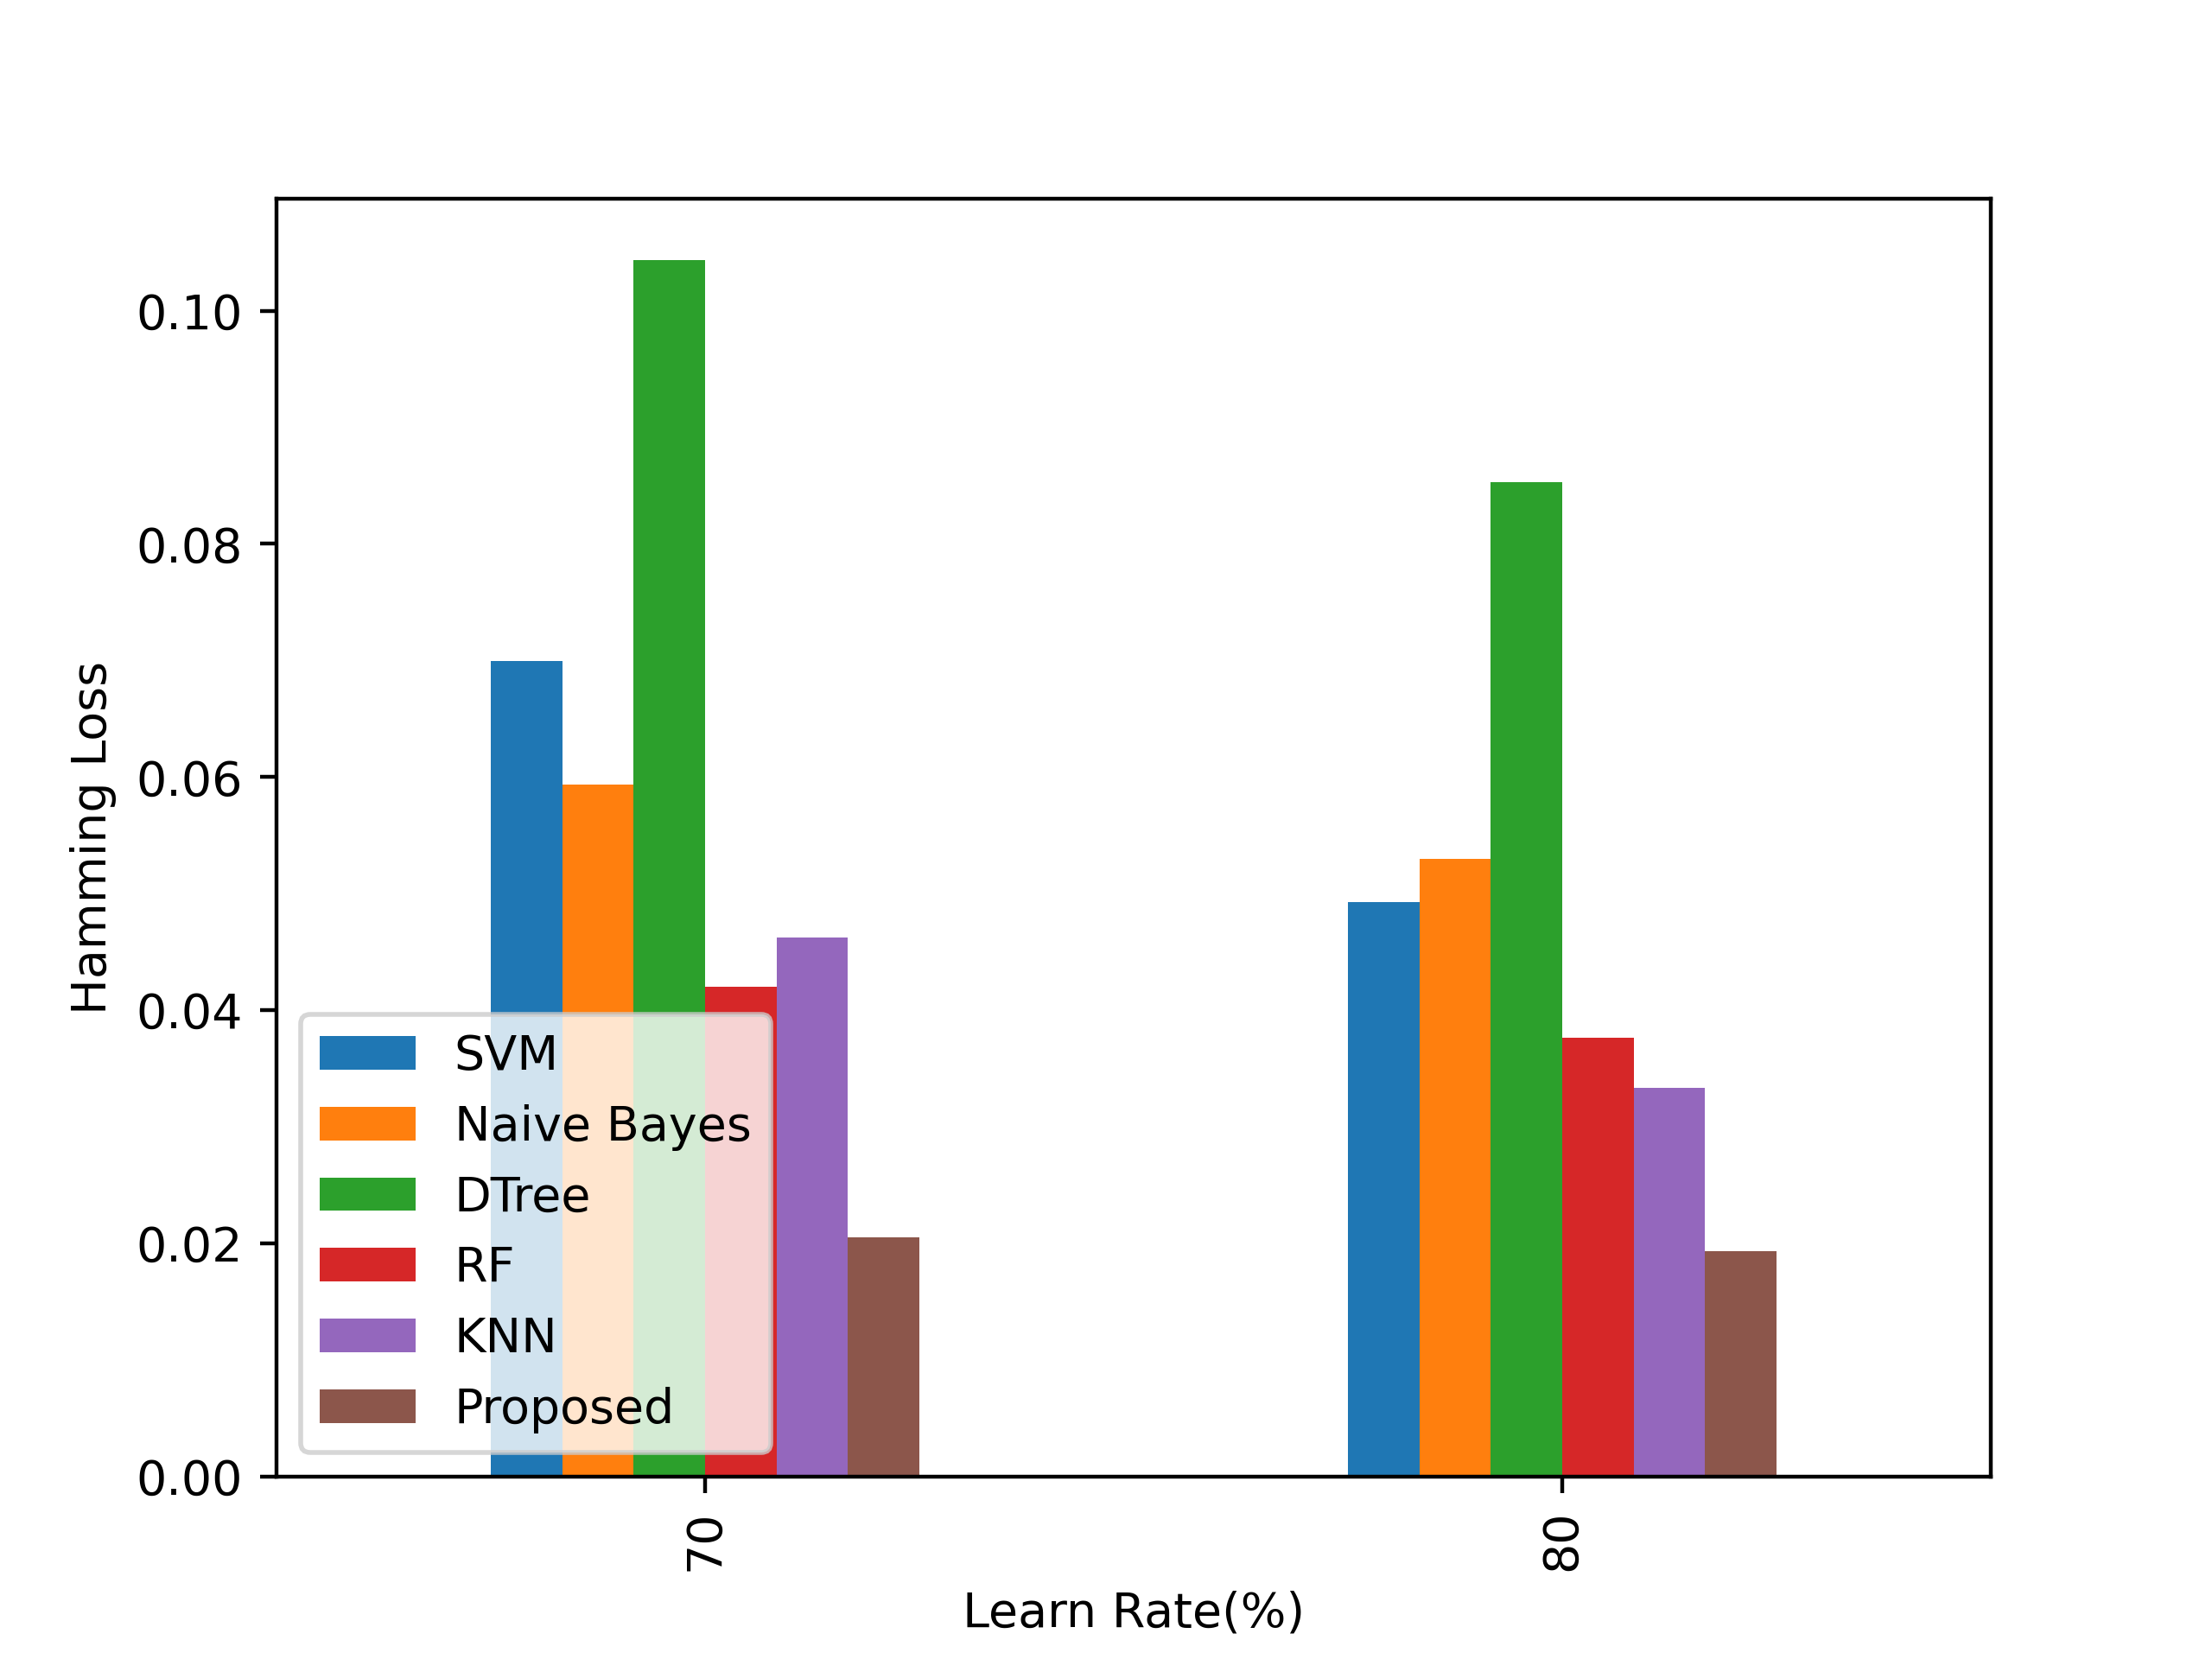 Hamming Loss
0.10
0.08
0.06
0.04
0.02
0.00
SVM
Naive Bayes
DTree
RF
KNN
Proposed
70
80
Learn Rate(%)